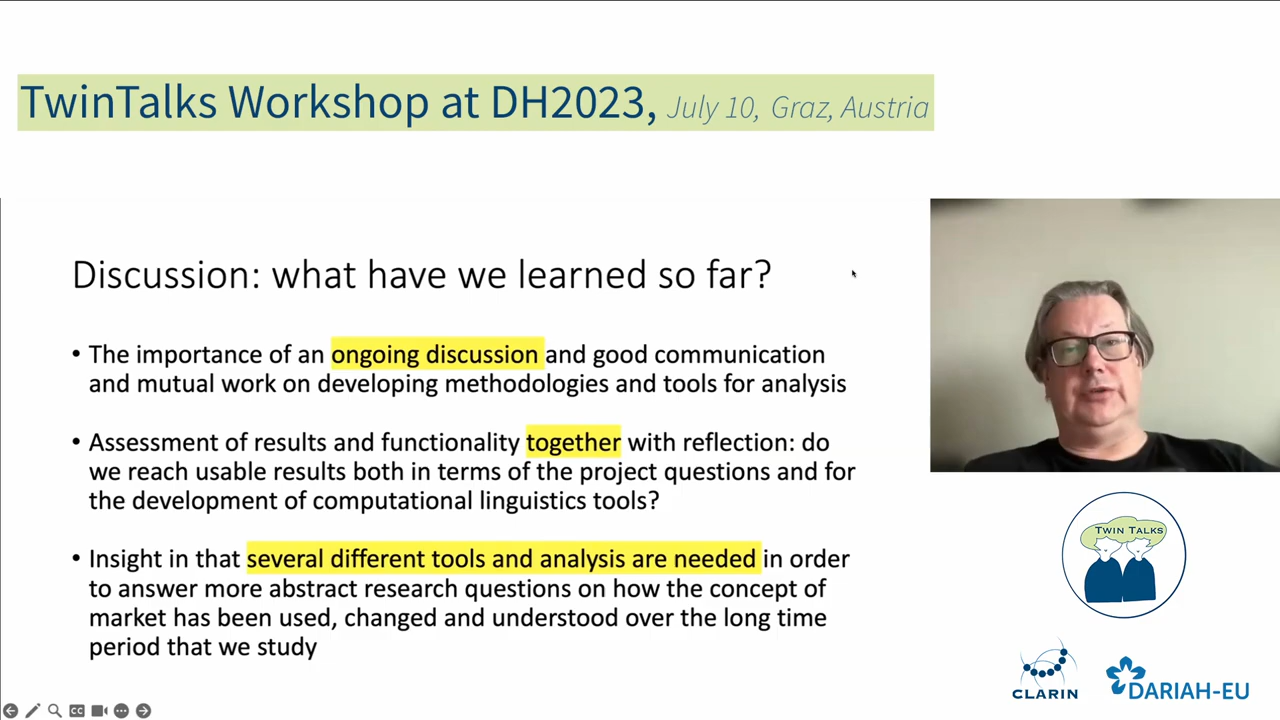 TwinTalks Workshop at DH2023, July 10, Graz, Austria
Discussion: what have we learned so far?
• The importance of an ongoing discussion and good communication
and mutual work on developing methodologies and tools for analysis
• Assessment of results and functionality together with reflection: do
we reach usable results both in terms of the project questions and for
the development of computational linguistics tools?
• Insight in that several different tools and analysis are needed in order
to answer more abstract research questions on how the concept of
market has been used, changed and understood over the long time
period that we study
TWIN TALKS
CLARIN
DARIAH-EU
CC